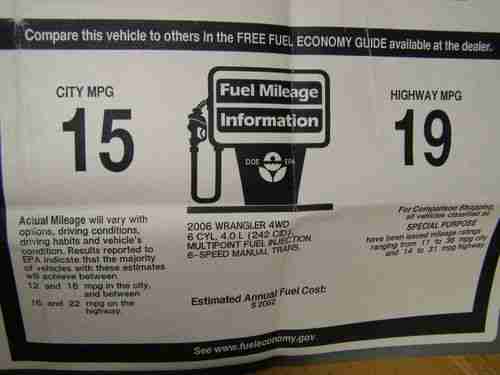 Compare this vehicle to others in the FREE FUEL ECONOMY GUIDE available at the dealer.
CITY MPG
15
Fuel Mileage
Information
DOE EPA
HIGHWAY MPG
19
Actual Mileage will vary with
options, driving conditions,
driving habits and vehicle's
condition. Results reported to
EPA indicate that the majority
of vehicles with these estimates
will achieve between
12 and 18 mpg in the city,
and between
16 and 22 mpg on the
highway.
2006 WRANGLER 4WD
6 CYL, 4.0 L (242 CID),
MULTIPOINT FUEL INJECTION
6-SPEED MANUAL TRANS.
Estimated Annual Fuel Cost:
$ 2002
For Comparison Shopping,
all vehicles classified as
SPECIAL PURPOSE
have been issued mileage ratings
ranging from 11 to 36 mpg city
and 14 to 31 mpg highway.
See www.fueleconomy.gov